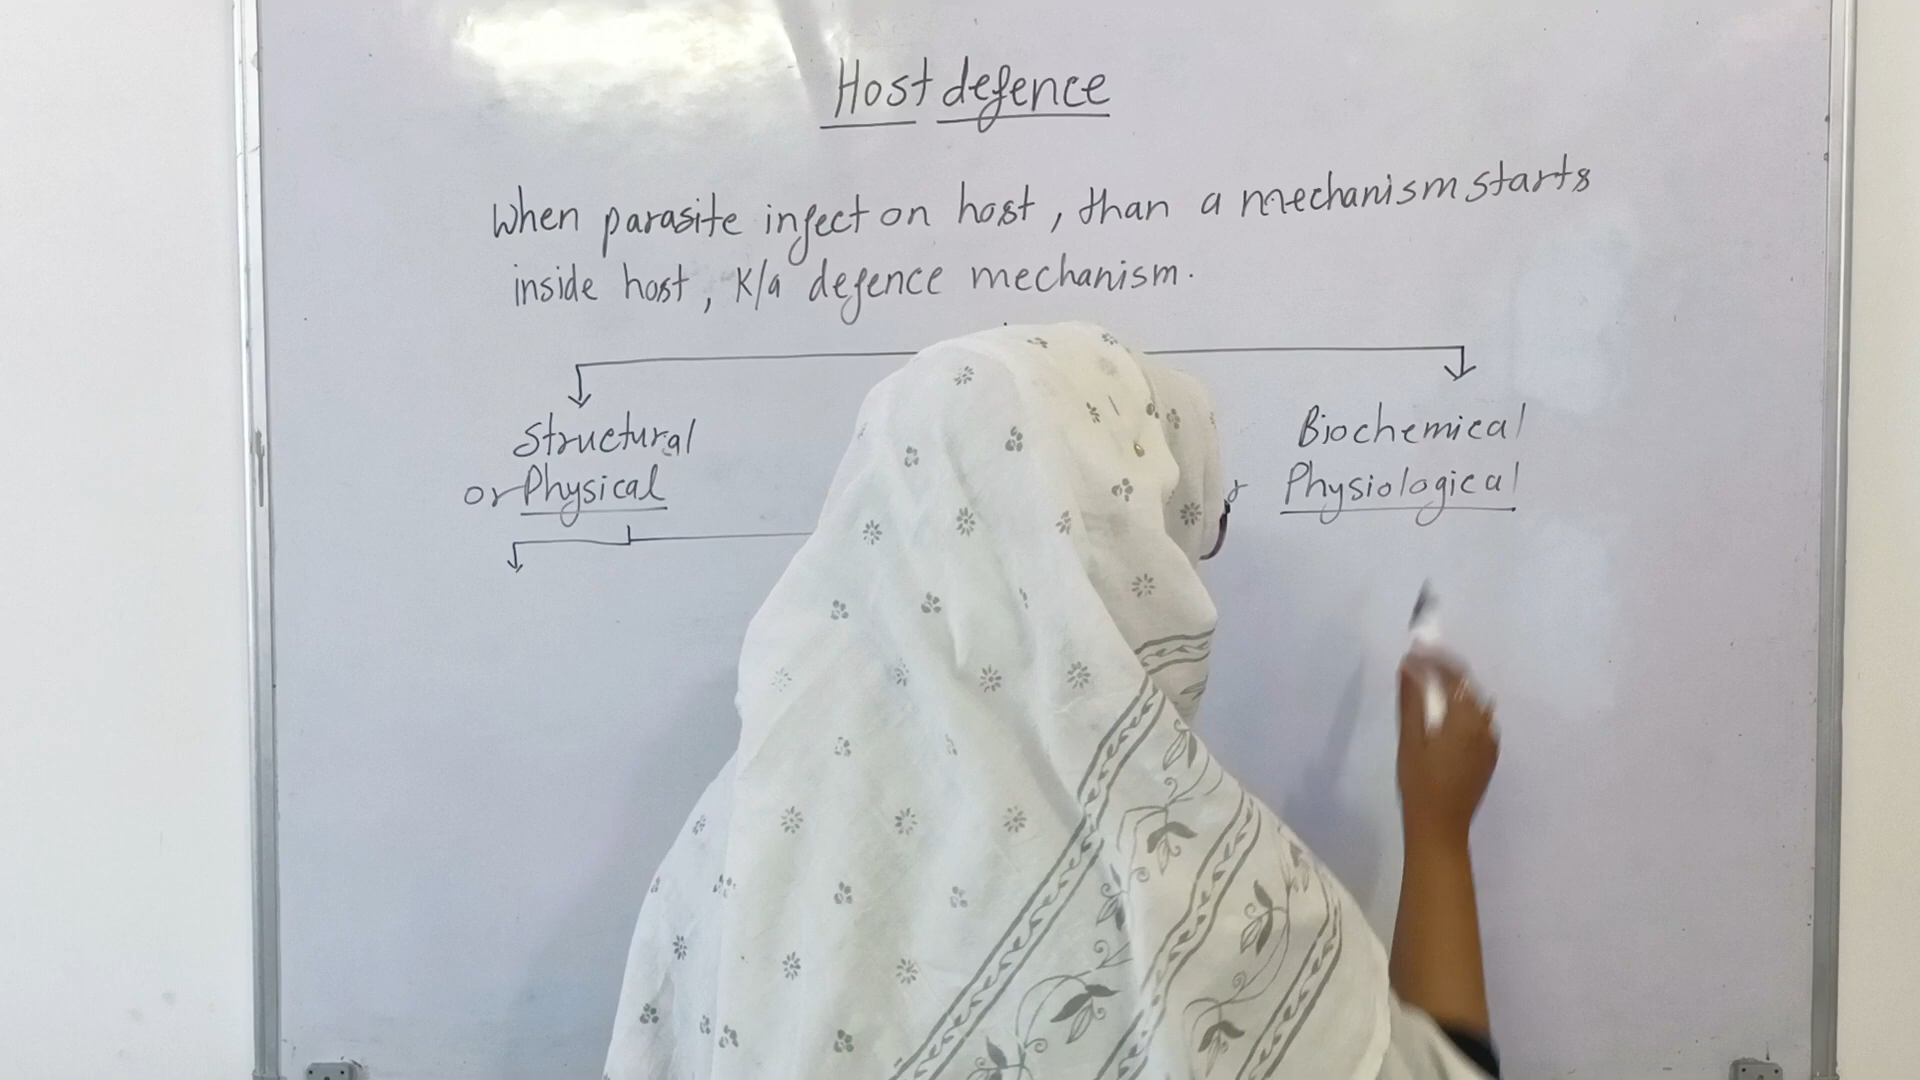 Host defence
When parasite infect on host, than a mechanism starts
inside host, K/a defence mechanism.
Structural
or Physical
Biochemical
Physiological